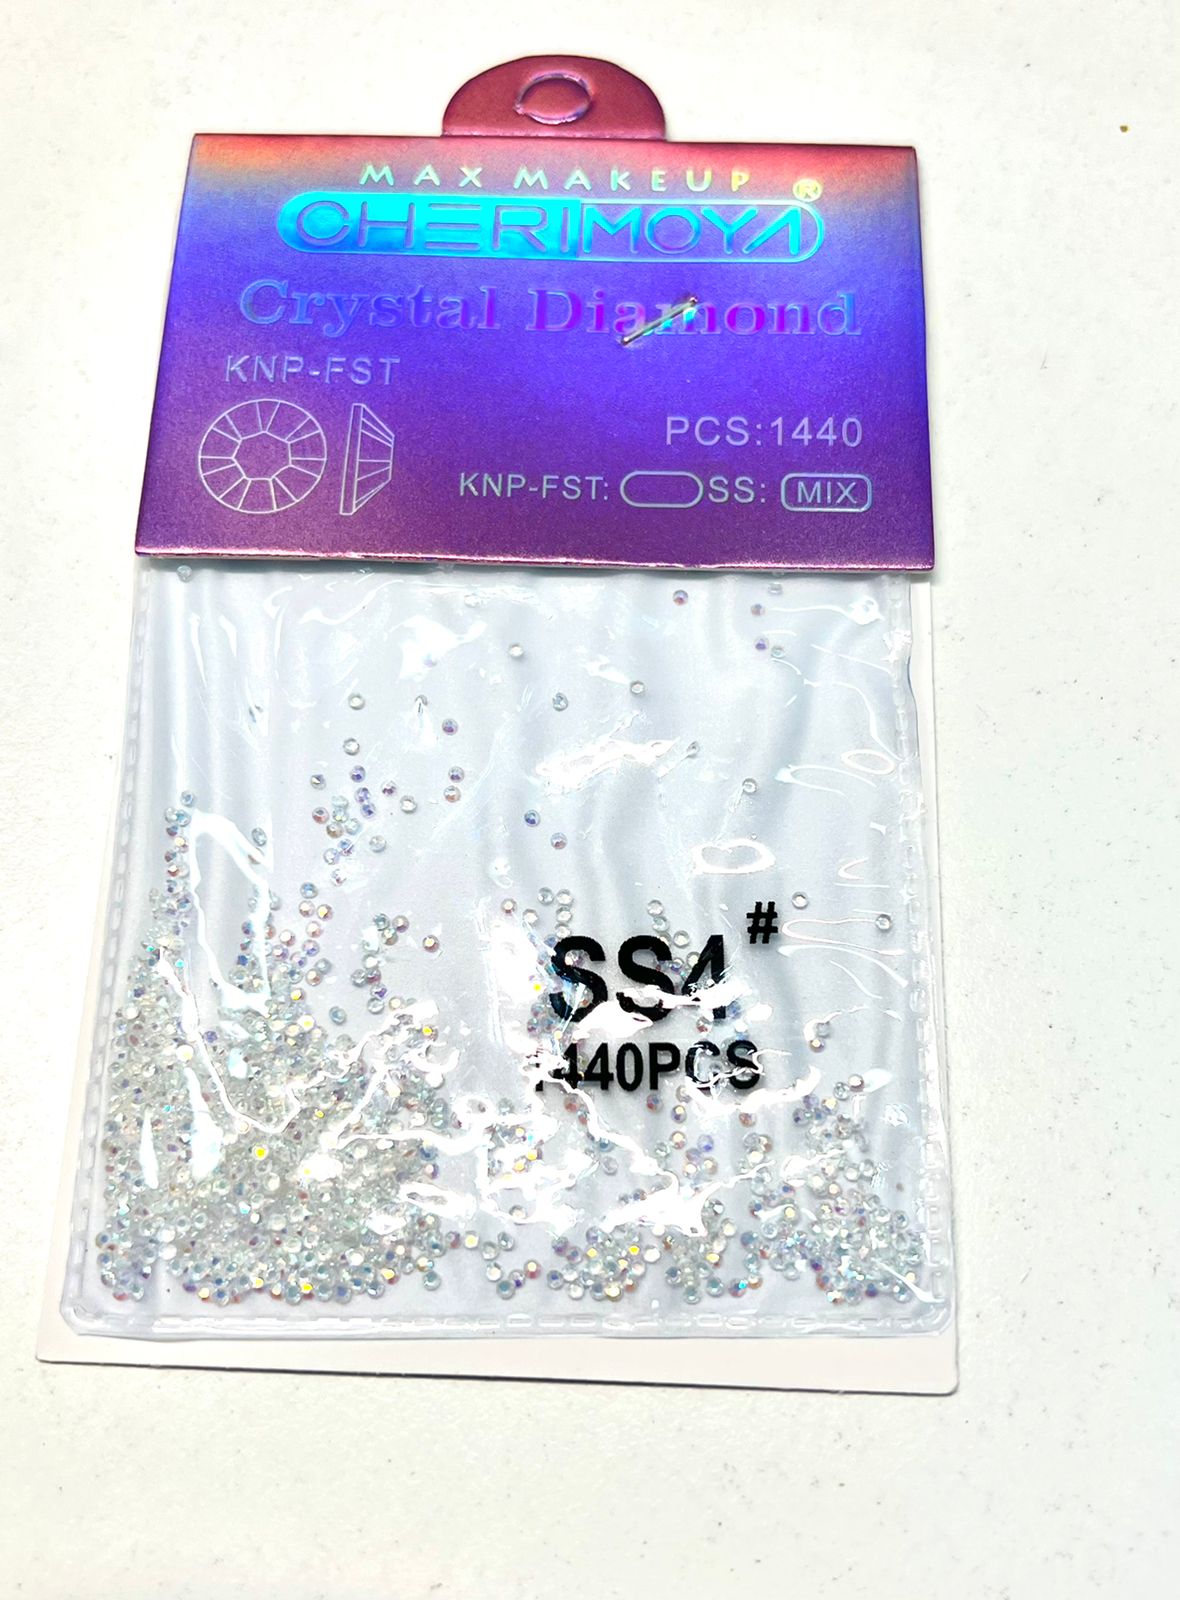 MAX MAKEUP
CHERIMOYA®
Crystal Diamond
KNP-FST
PCS:1440
KNP-FST: SS: MIX
SS4#
1440PCS